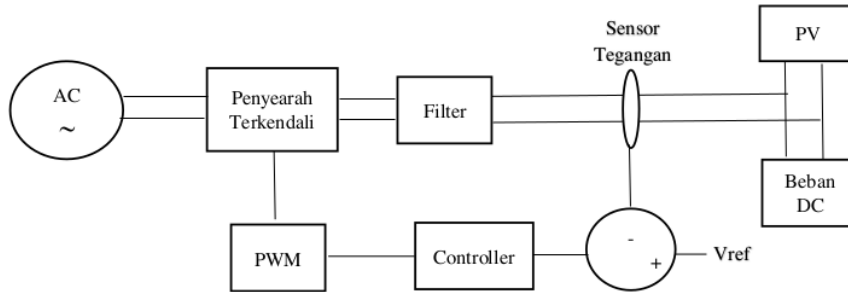 Sensor
Tegangan
PV
AC
~
Penyearah
Terkendali
Filter
Beban
DC
PWM
Controller
-
+
Vref